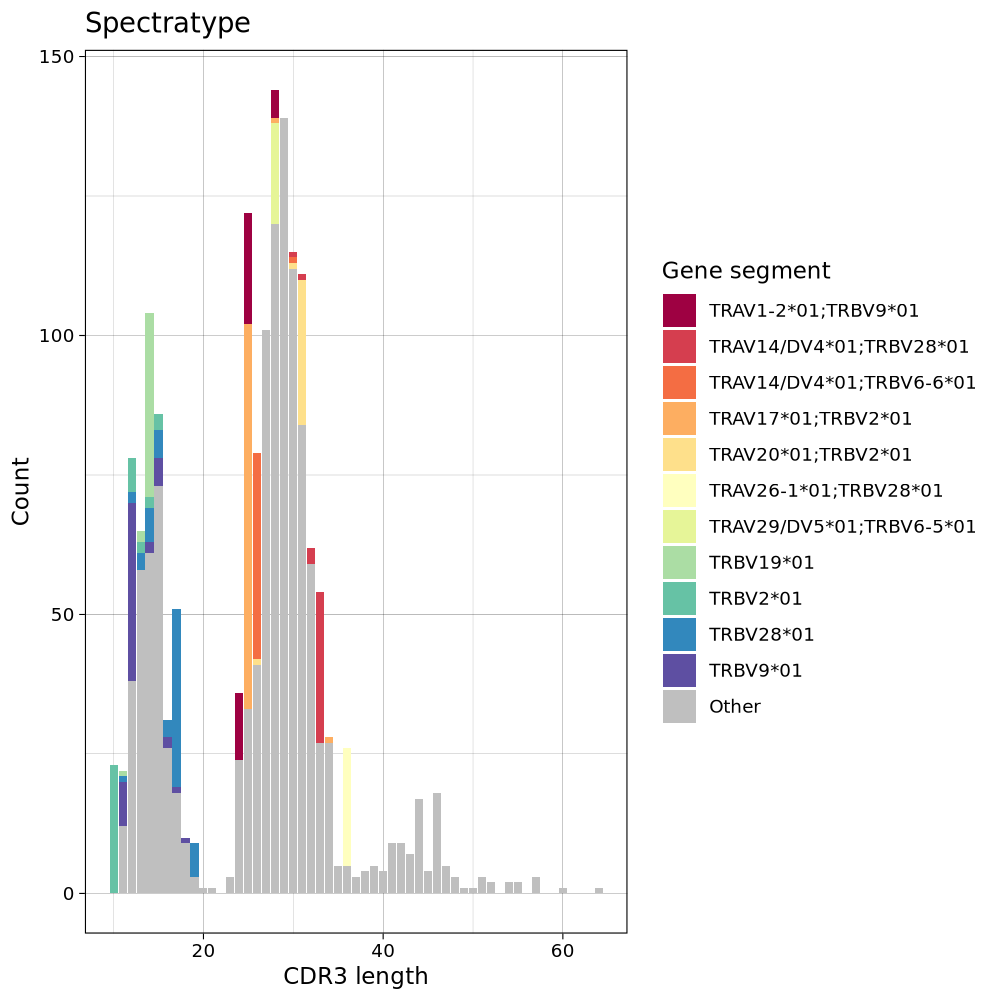 Spectratype
150
100
50
0
Count
20
40
60
CDR3 length
Gene segment
TRAV1-2*01;TRBV9*01
TRAV14/DV4*01;TRBV28*01
TRAV14/DV4*01;TRBV6-6*01
TRAV17*01;TRBV2*01
TRAV20*01;TRBV2*01
TRAV26-1*01;TRBV28*01
TRAV29/DV5*01;TRBV6-5*01
TRBV19*01
TRBV2*01
TRBV28*01
TRBV9*01
Other